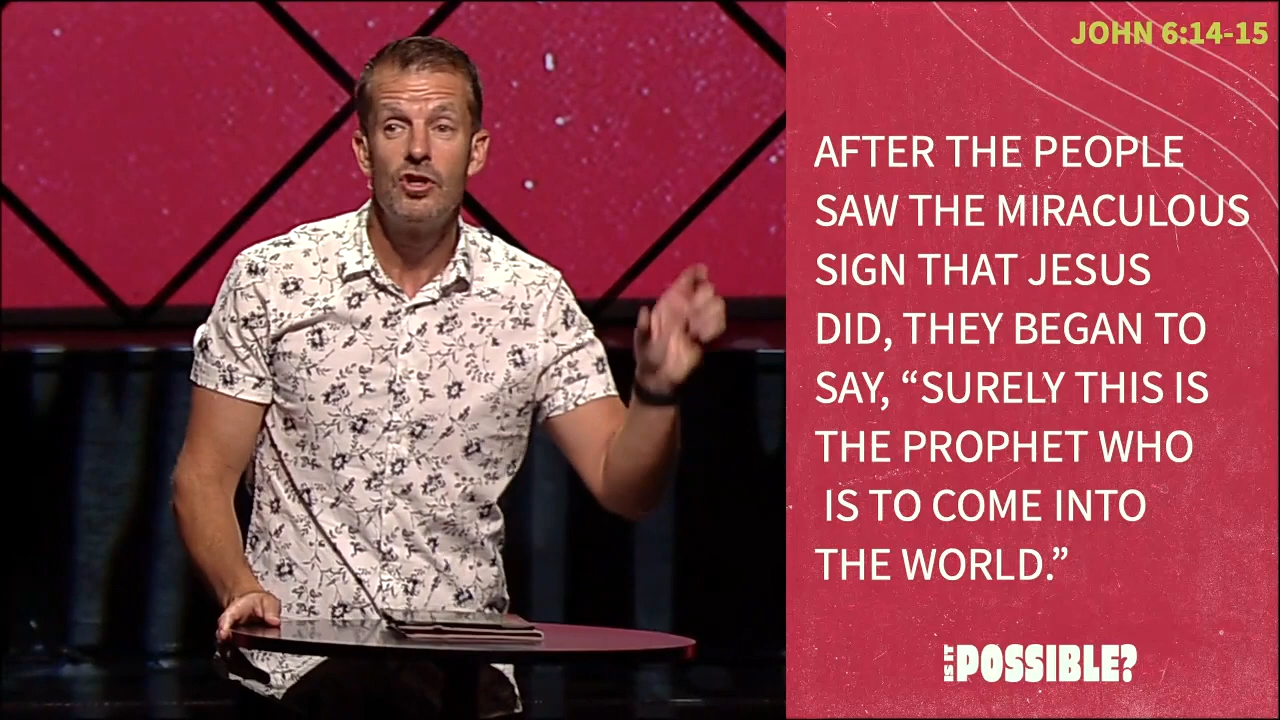 JOHN 6:14-15
AFTER THE PEOPLE
SAW THE MIRACULOUS
SIGN THAT JESUS
DID, THEY BEGAN TO
SAY, “SURELY THIS IS
THE PROPHET WHO
IS TO COME INTO
THE WORLD.”
IS IT POSSIBLE?